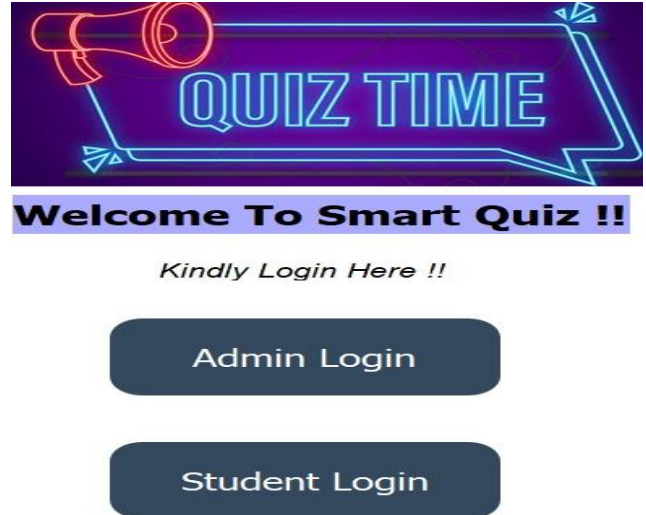 QUIZ TIME
Welcome To Smart Quiz !!
Kindly Login Here !!
Admin Login
Student Login